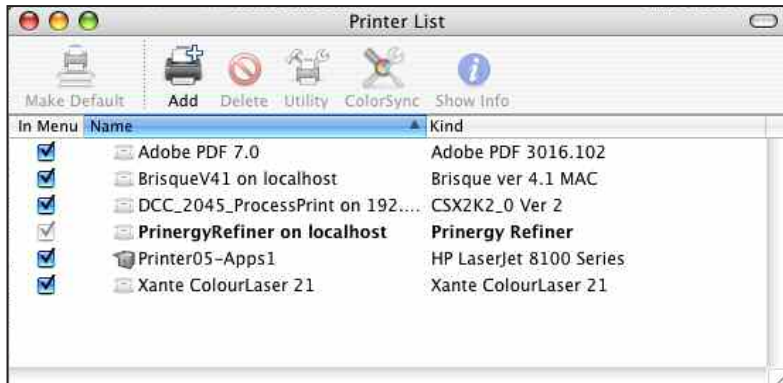 Printer List
Make Default Add Delete Utility ColorSync Show Info
In Menu Name Kind
Adobe PDF 7.0 Adobe PDF 3016.102
BrisqueV41 on localhost Brisque ver 4.1 MAC
DCC_2045_ProcessPrint on 192.... CSX2K2_0 Ver 2
PrinergyRefiner on localhost Prinergy Refiner
Printer05-Apps1 HP LaserJet 8100 Series
Xante ColourLaser 21 Xante ColourLaser 21